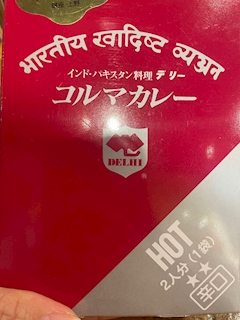 भारतीय खादिष्ट व्यञ्जन
インド・パキスタン料理 デリー
コルマカレー
DELHI
HOT
2人分(1袋)
★★
辛口